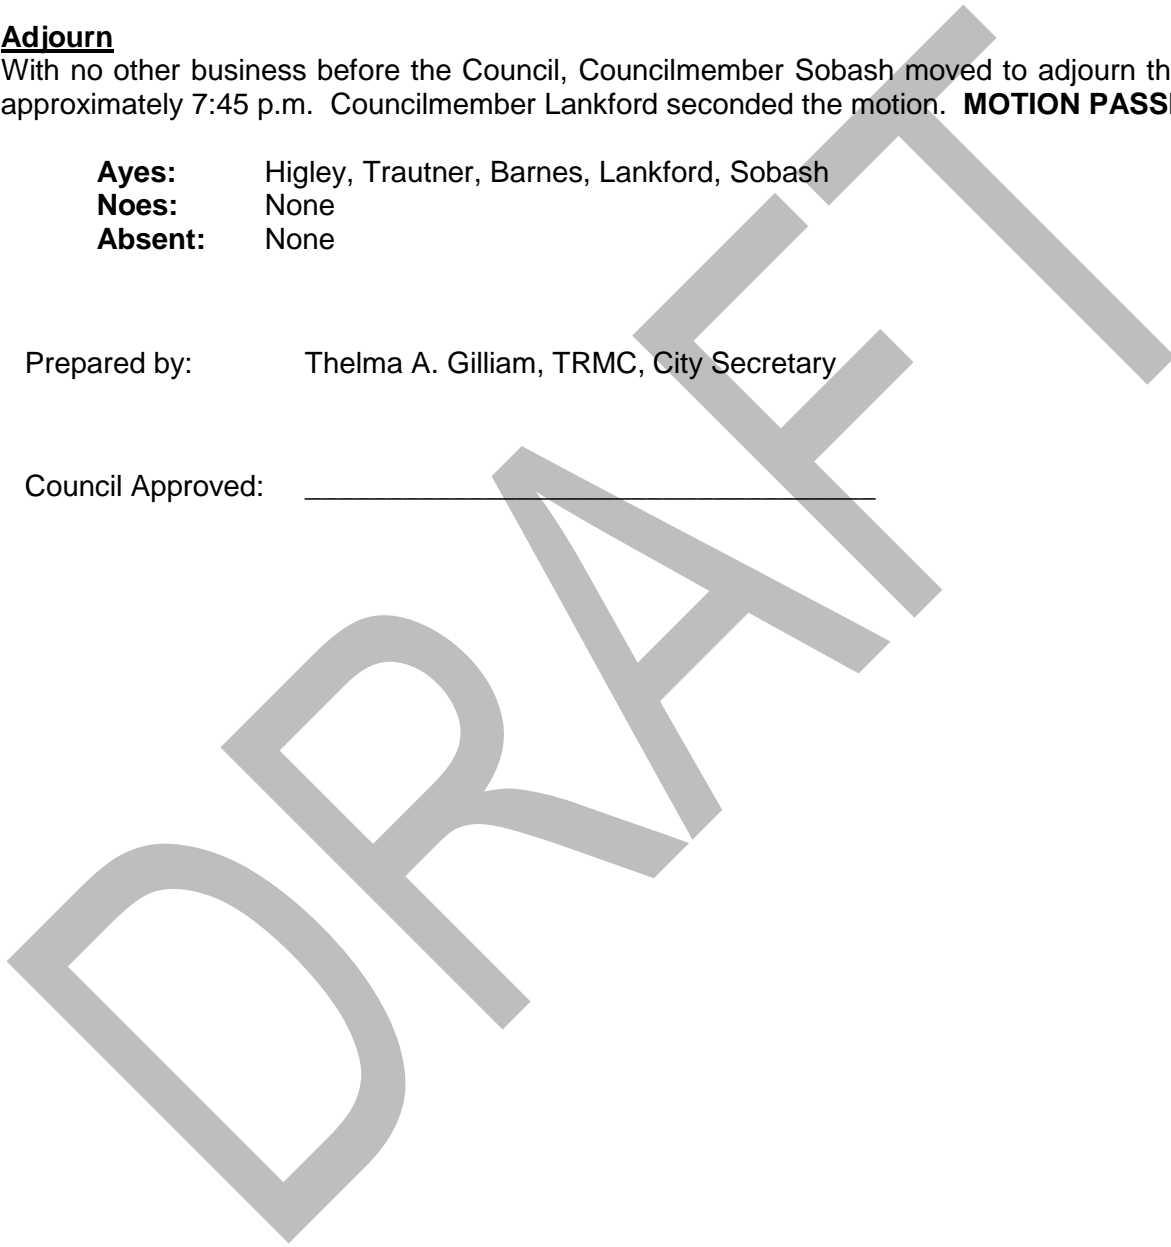 Adjourn
With no other business before the Council, Councilmember Sobash moved to adjourn
approximately 7:45 p.m. Councilmember Lankford seconded the motion. MOTION
Ayes: Higley, Trautner, Barnes, Lankford, Sobash
Noes: None
Absent: None
Prepared by: Thelma A. Gilliam, TRMC, City Secretary
Council Approved: ___________________________________
DRAFT